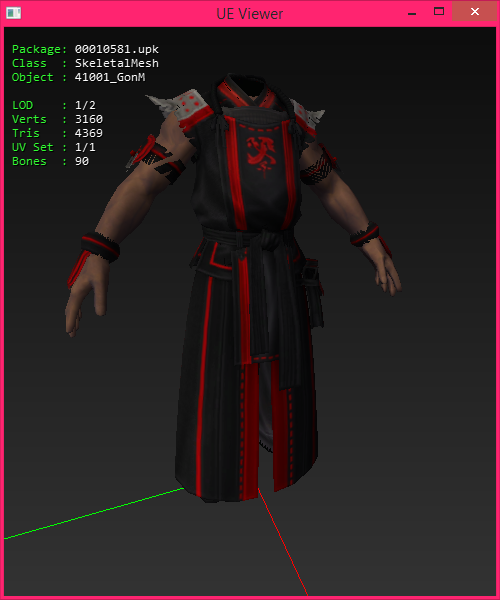 UE Viewer
Package: 00010581.upk
Class : SkeletalMesh
Object : 41001_GonM
LOD : 1/2
Verts : 3160
Tris : 4369
UV Set : 1/1
Bones : 90